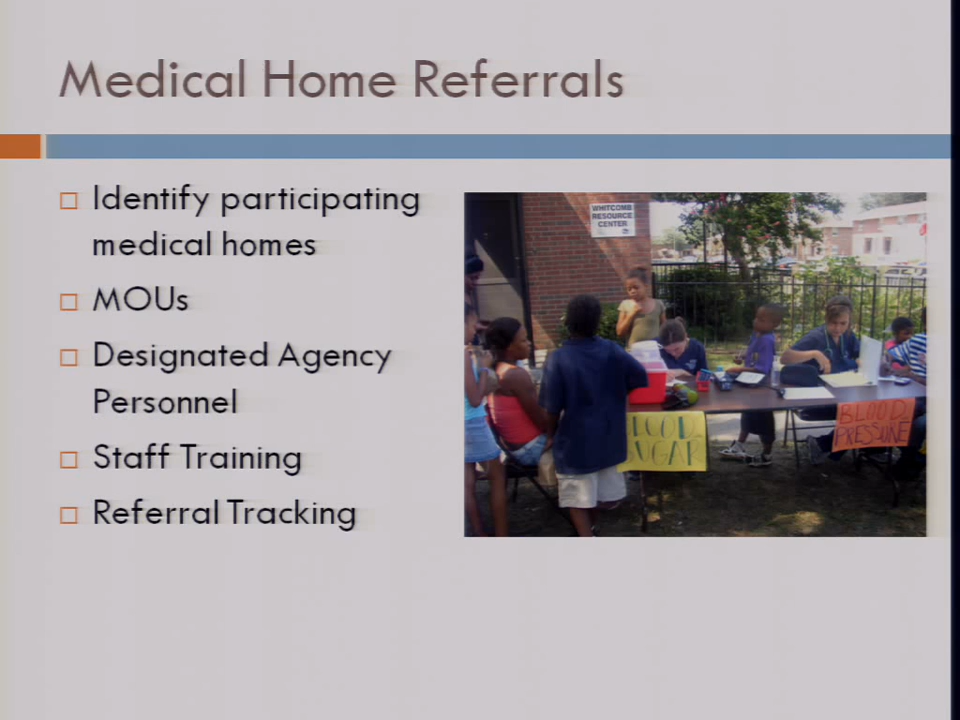 Medical Home Referrals
Identify participating
medical homes
MOUs
Designated Agency
Personnel
Staff Training
Referral Tracking
WHITCOMB
RESOURCE
CENTER
BLOOD
SUGAR
BLOOD
PRESSURE